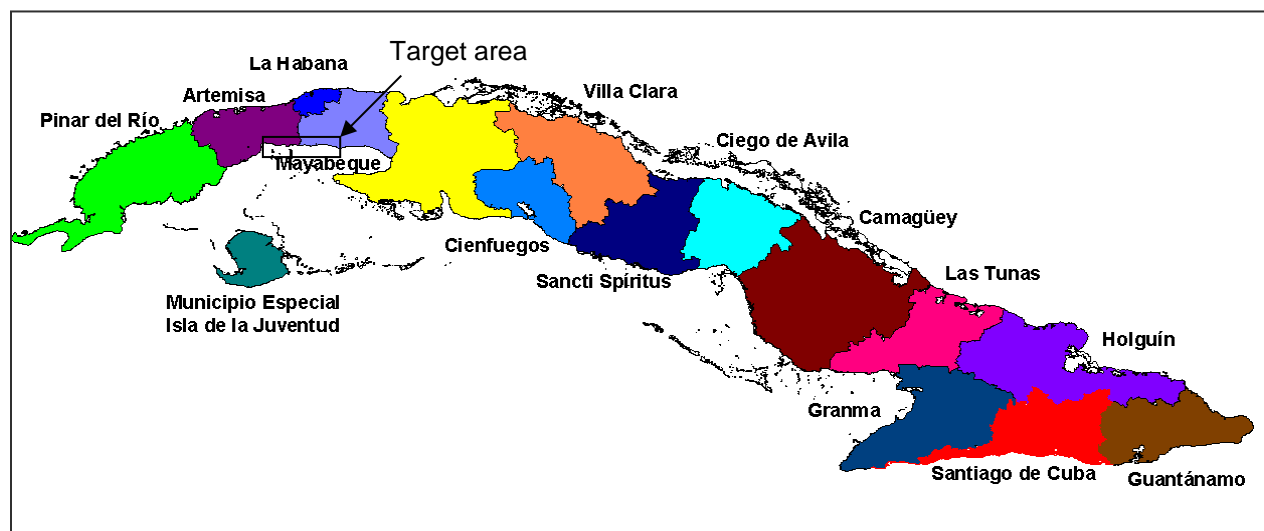 Target area
La Habana
Artemisa
Villa Clara
Pinar del Río
Ciego de Avila
Mayabeque
Camagüey
Cienfuegos
Sancti Spíritus
Las Tunas
Municipio Especial
Isla de la Juventud
Holguín
Granma
Santiago de Cuba
Guantánamo